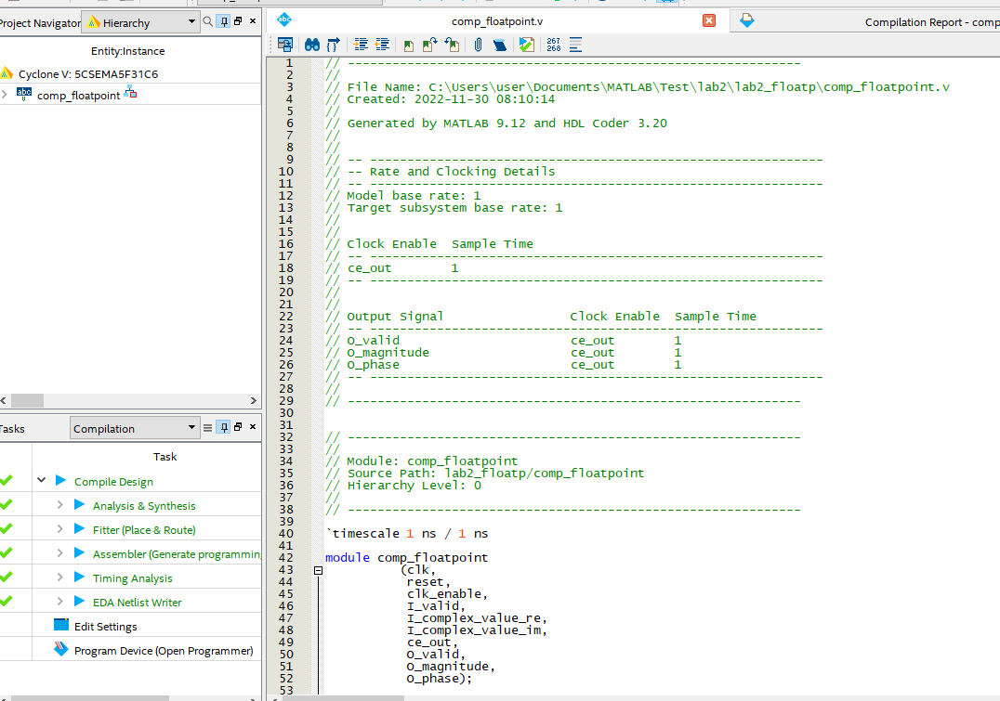 Project Navigator
Hierarchy
Entity:Instance
Cyclone V: 5CSEMA5F31C6
abc
comp_floatpoint
Tasks
Compilation
Task
Compile Design
Analysis & Synthesis
Fitter (Place & Route)
Assembler (Generate programmin
Timing Analysis
EDA Netlist Writer
Edit Settings
Program Device (Open Programmer)
abc
comp_floatpoint.v
Compilation Report - comp
267
268
1 // -------------------------------------------------------------
2 //
3 // File Name: C:\Users\user\Documents\MATLAB\Test\lab2\lab2_floatp\comp_floatpoint.v
4 // Created: 2022-11-30 08:10:14
5 //
6 // Generated by MATLAB 9.12 and HDL Coder 3.20
7 //
8 //
9 // -- -------------------------------------------------------------
10 // -- Rate and Clocking Details
11 // -- -------------------------------------------------------------
12 // Model base rate: 1
13 // Target subsystem base rate: 1
14 //
15 //
16 // Clock Enable  Sample Time
17 // -- -------------------------------------------------------------
18 // ce_out        1
19 // -- -------------------------------------------------------------
20 //
21 //
22 // Output Signal                 Clock Enable  Sample Time
23 // -- -------------------------------------------------------------
24 // O_valid                       ce_out        1
25 // O_magnitude                   ce_out        1
26 // O_phase                       ce_out        1
27 // -- -------------------------------------------------------------
28 //
29 // -------------------------------------------------------------
30
31
32 // -------------------------------------------------------------
33 //
34 // Module: comp_floatpoint
35 // Source Path: lab2_floatp/comp_floatpoint
36 // Hierarchy Level: 0
37 //
38 // -------------------------------------------------------------
39
40 `timescale 1 ns / 1 ns
41
42 module comp_floatpoint
43           (clk,
44            reset,
45            clk_enable,
46            I_valid,
47            I_complex_value_re,
48            I_complex_value_im,
49            ce_out,
50            O_valid,
51            O_magnitude,
52            O_phase);
53